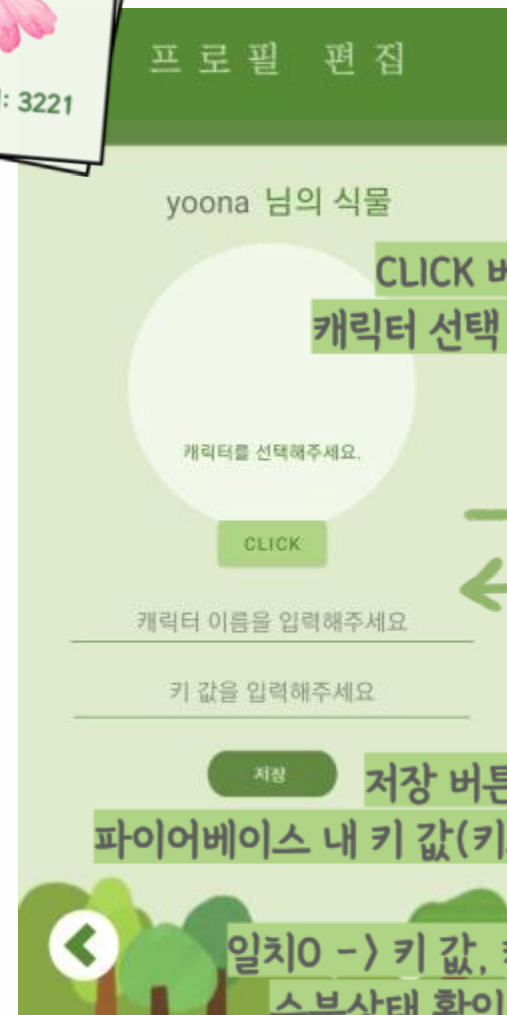 프로필 편집
: 3221
yoona 님의 식물
CLICK
캐릭터 선택
캐릭터를 선택해주세요.
CLICK
캐릭터 이름을 입력해주세요
키 값을 입력해주세요
저장
저장 버튼
파이어베이스 내 키 값(키
일치O -> 키 값,